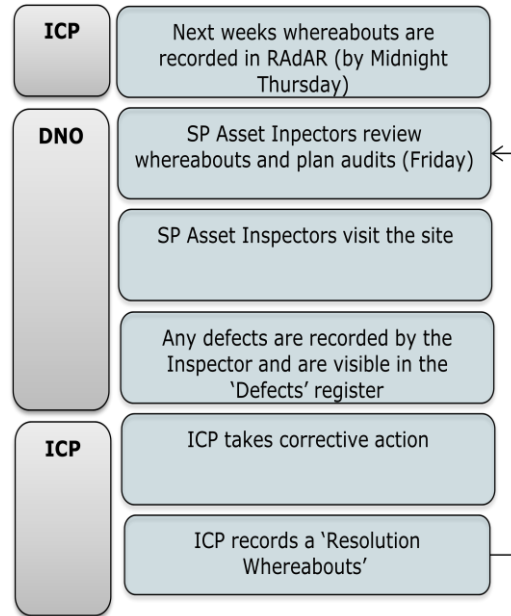 ICP
Next weeks whereabouts are
recorded in RAdAR (by Midnight
Thursday)
DNO
SP Asset Inpectors review
whereabouts and plan audits (Friday)
SP Asset Inspectors visit the site
Any defects are recorded by the
Inspector and are visible in the
‘Defects’ register
ICP
ICP takes corrective action
ICP records a ‘Resolution
Whereabouts’